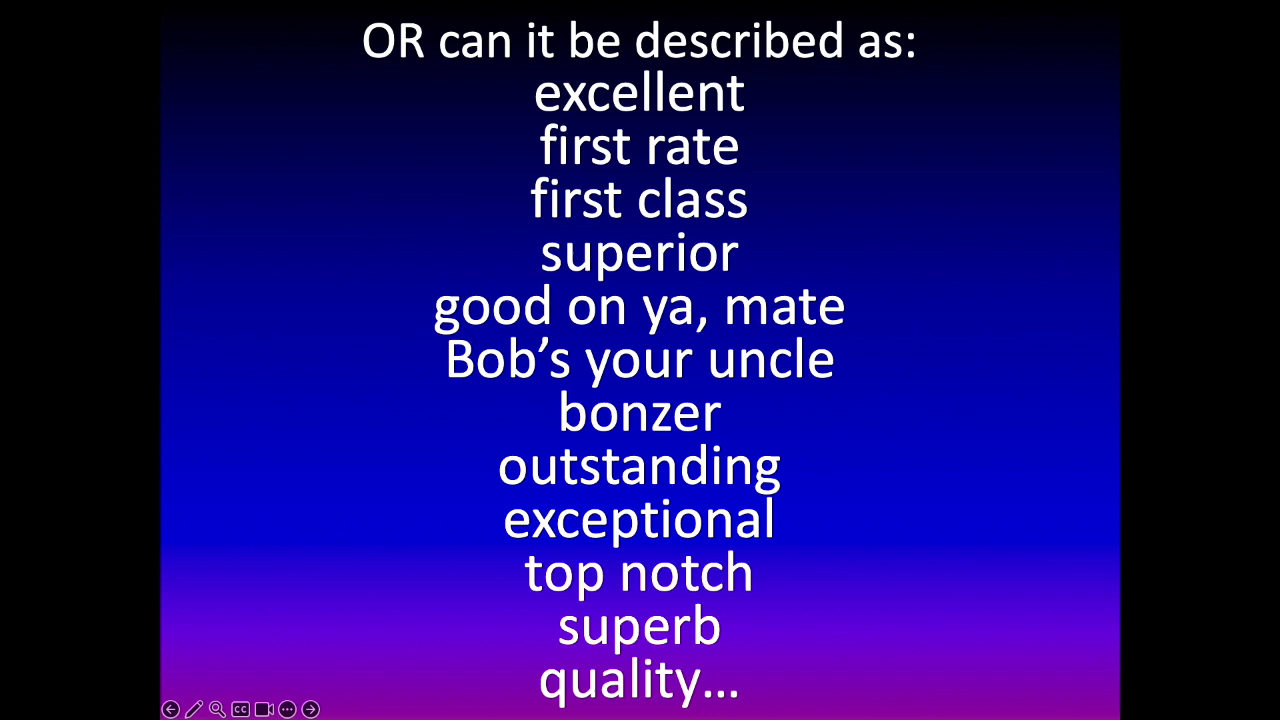 OR can it be described as:
excellent
first rate
first class
superior
good on ya, mate
Bob’s your uncle
bonzer
outstanding
exceptional
top notch
superb
quality...
CC